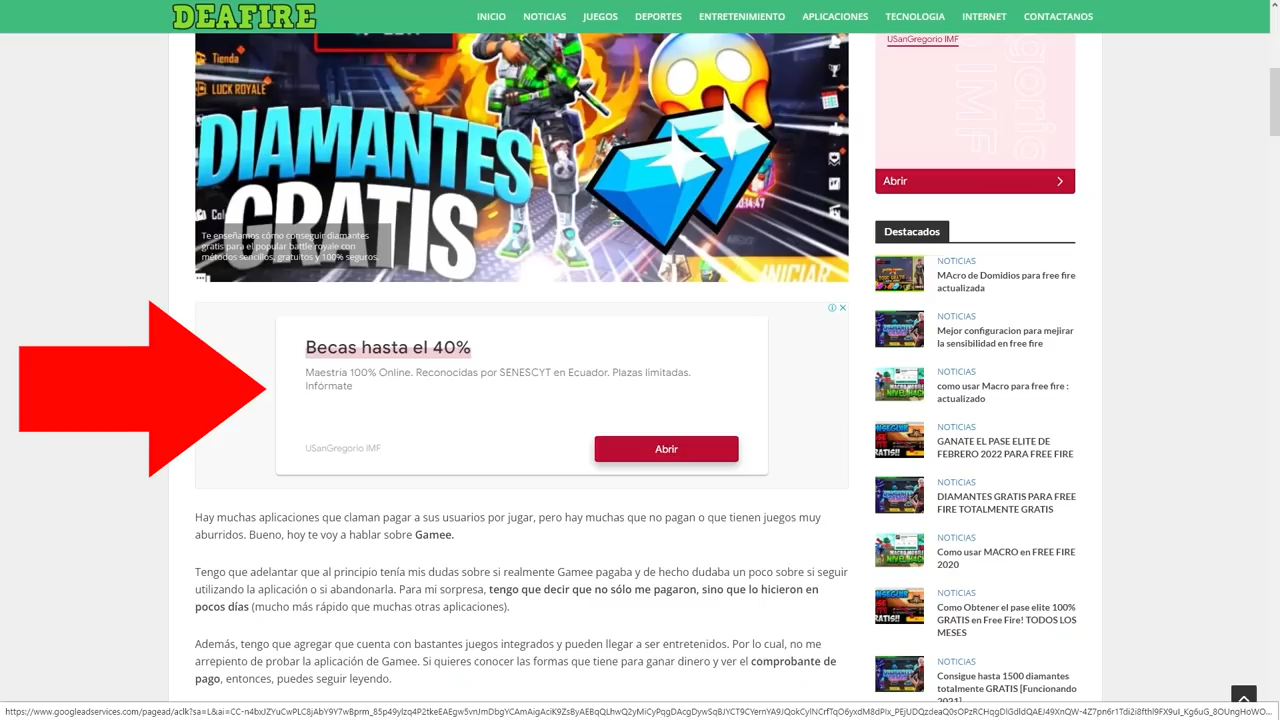 DEAFIRE
INICIO NOTICIAS JUEGOS DEPORTES ENTRETENIMIENTO APLICACIONES TECNOLOGIA INTERNET CONTACTANOS
Tienda
LUCK ROYALE
DIAMANTES
GRATIS
Te enseñamos cómo conseguir diamantes
gratis para el popular battle royale con
métodos sencillos, gratuitos y 100% seguros.
INICIAR
Becas hasta el 40%
Maestria 100% Online. Reconocidas por SENESCYT en Ecuador. Plazas limitadas.
Infórmate
USanGregorio IMF
Abrir
Hay muchas aplicaciones que claman pagar a sus usuarios por jugar, pero hay muchas que no pagan o que tienen juegos muy
aburridos. Bueno, hoy te voy a hablar sobre Gamee.
Tengo que adelantar que al principio tenía mis dudas sobre si realmente Gamee pagaba y de hecho dudaba un poco sobre si seguir
utilizando la aplicación o si abandonarla. Para mi sorpresa, tengo que decir que no sólo me pagaron, sino que lo hicieron en
pocos días (mucho más rápido que muchas otras aplicaciones).
Además, tengo que agregar que cuenta con bastantes juegos integrados y pueden llegar a ser entretenidos. Por lo cual, no me
arrepiento de probar la aplicación de Gamee. Si quieres conocer las formas que tiene para ganar dinero y ver el comprobante de
pago, entonces, puedes seguir leyendo.
USanGregorio IMF
IMF
Abrir
Destacados
NOTICIAS
MAcro de Domidios para free fire
actualizada
NOTICIAS
Mejor configuracion para mejirar
la sensibilidad en free fire
NOTICIAS
como usar Macro para free fire :
actualizado
NOTICIAS
GANATE EL PASE ELITE DE
FEBRERO 2022 PARA FREE FIRE
NOTICIAS
DIAMANTES GRATIS PARA FREE
FIRE TOTALMENTE GRATIS
NOTICIAS
Como usar MACRO en FREE FIRE
2020
NOTICIAS
Como Obtener el pase elite 100%
GRATIS en Free Fire! TODOS LOS
MESES
NOTICIAS
Consigue hasta 1500 diamantes
totalmente GRATIS [Funcionando
2021]